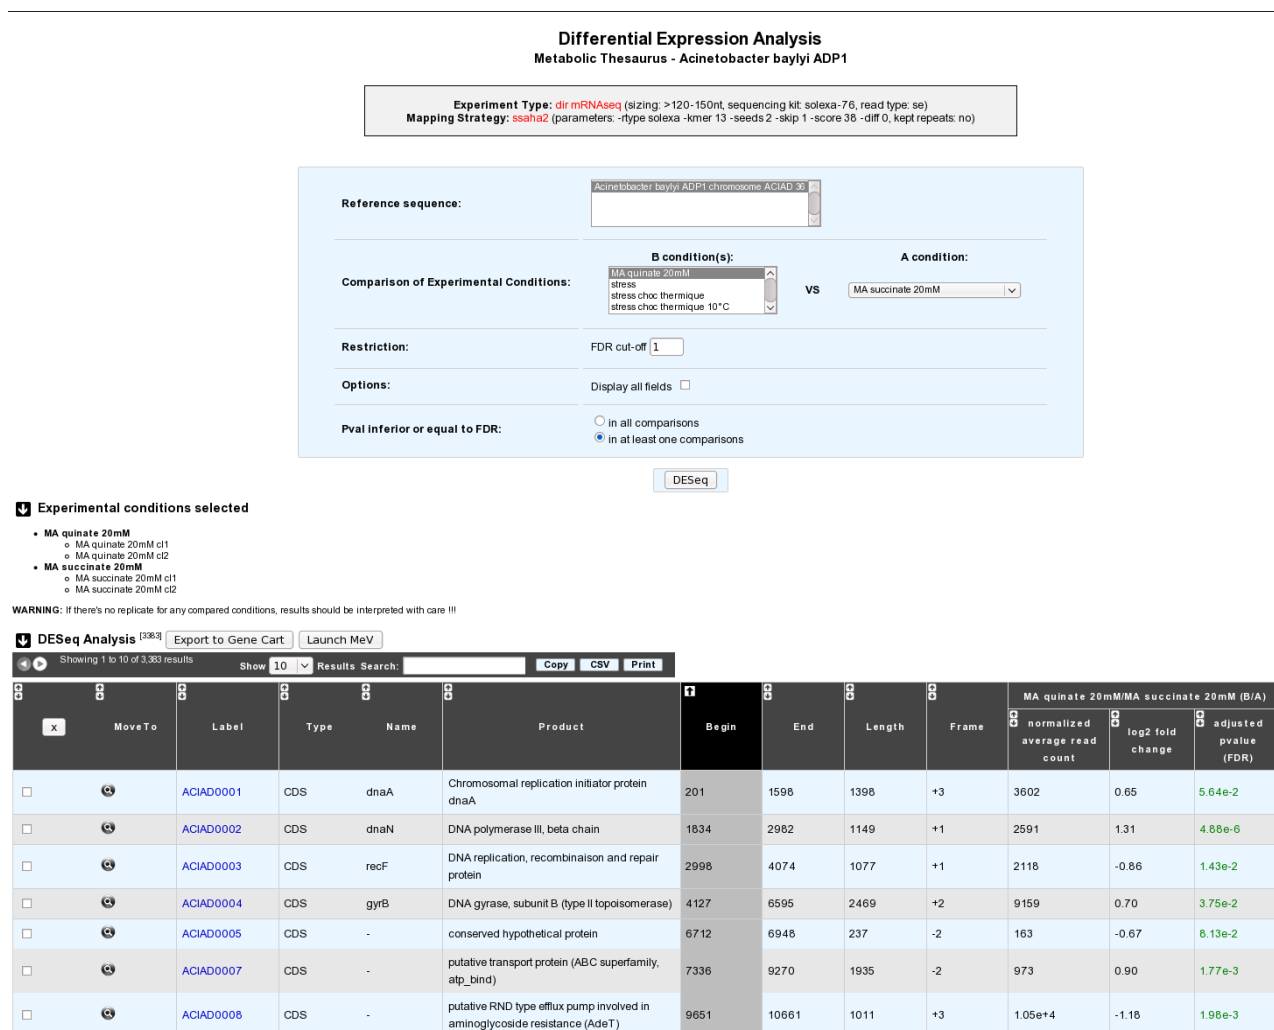 Differential Expression Analysis
Metabolic Thesaurus - Acinetobacter baylyi ADP1
Experiment Type: dir mRNAseq (sizing: >120-150nt, sequencing kit: solexa-76, read type: se)
Mapping Strategy: ssaha2 (parameters: -rtype solexa -kmer 13 -seeds 2 -skip 1 -score 38 -diff 0, kept repeats: no)
Reference sequence:
Acinetobacter baylyi ADP1 chromosome ACIAD 36
B condition(s):
A condition:
Comparison of Experimental Conditions:
MA quinate 20mM
stress
stress choc thermique
stress choc thermique 10°C
VS
MA succinate 20mM
Restriction:
FDR cut-off 1
Options:
Display all fields
Pval inferior or equal to FDR:
in all comparisons
in at least one comparisons
DESeq
Experimental conditions selected
• MA quinate 20mM
o MA quinate 20mM cl1
o MA quinate 20mM cl2
• MA succinate 20mM
o MA succinate 20mM cl1
o MA succinate 20mM cl2
WARNING: If there's no replicate for any compared conditions, results should be interpreted with care !!!
DESeq Analysis [3383] Export to Gene Cart Launch MeV
Showing 1 to 10 of 3,383 results Show 10 Results Search: Copy CSV Print
MA quinate 20mM/MA succinate 20mM (B/A)
x MoveTo Label Type Name Product Begin End Length Frame
normalized average read count
log2 fold change
adjusted pvalue (FDR)
ACIAD0001 CDS dnaA Chromosomal replication initiator protein dnaA 201 1598 1398 +3 3602 0.65 5.64e-2
ACIAD0002 CDS dnaN DNA polymerase III, beta chain 1834 2982 1149 +1 2591 1.31 4.88e-6
ACIAD0003 CDS recF DNA replication, recombinaison and repair protein 2998 4074 1077 +1 2118 -0.86 1.43e-2
ACIAD0004 CDS gyrB DNA gyrase, subunit B (type II topoisomerase) 4127 6595 2469 +2 9159 0.70 3.75e-2
ACIAD0005 CDS - conserved hypothetical protein 6712 6948 237 -2 163 -0.67 8.13e-2
ACIAD0007 CDS - putative transport protein (ABC superfamily, atp_bind) 7336 9270 1935 -2 973 0.90 1.77e-3
ACIAD0008 CDS - putative RND type efflux pump involved in aminoglycoside resistance (AdeT) 9651 10661 1011 +3 1.05e+4 -1.18 1.98e-3